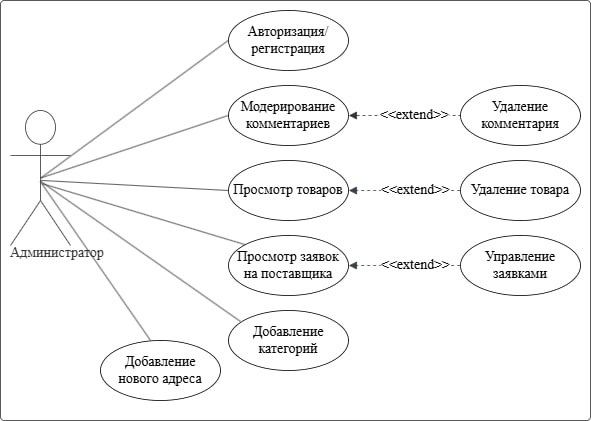 Авторизация/
регистрация
Модерирование
комментариев
<<extend>>
Удаление
комментария
Просмотр товаров
<<extend>>
Удаление товара
Администратор
Просмотр заявок
на поставщика
<<extend>>
Управление
заявками
Добавление
категорий
Добавление
нового адреса